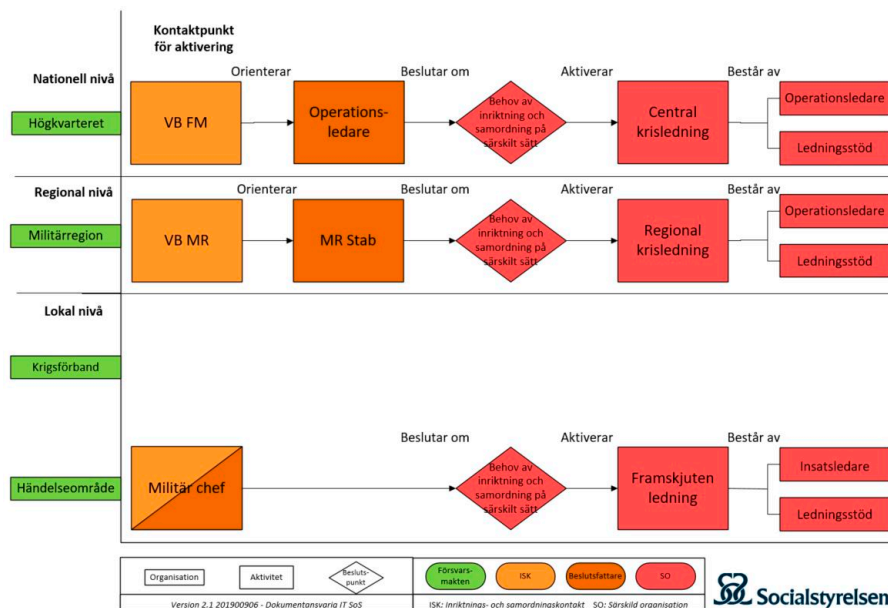 Kontaktpunkt
för aktivering
Nationell nivå
Orienterar
Beslutar om
Aktiverar
Består av
Högkvarteret
VB FM
Operations-
ledare
Behov av
inriktning och
samordning på
särskilt sätt
Central
krisledning
Operationsledare
Ledningsstöd
Regional nivå
Orienterar
Beslutar om
Aktiverar
Består av
Militärregion
VB MR
MR Stab
Behov av
inriktning och
samordning på
särskilt sätt
Regional
krisledning
Operationsledare
Ledningsstöd
Lokal nivå
Krigsförband
Beslutar om
Aktiverar
Består av
Händelseområde
Militär chef
Behov av
inriktning och
samordning på
särskilt sätt
Framskjuten
ledning
Insatsledare
Ledningsstöd
Organisation
Aktivitet
Besluts-
punkt
Försvars-
makten
ISK
Beslutsfattare
SO
Version 2.1 201900906 - Dokumentansvarig IT SoS
ISK: Inriktnings- och samordningskontakt SO: Särskild organisation
Socialstyrelsen